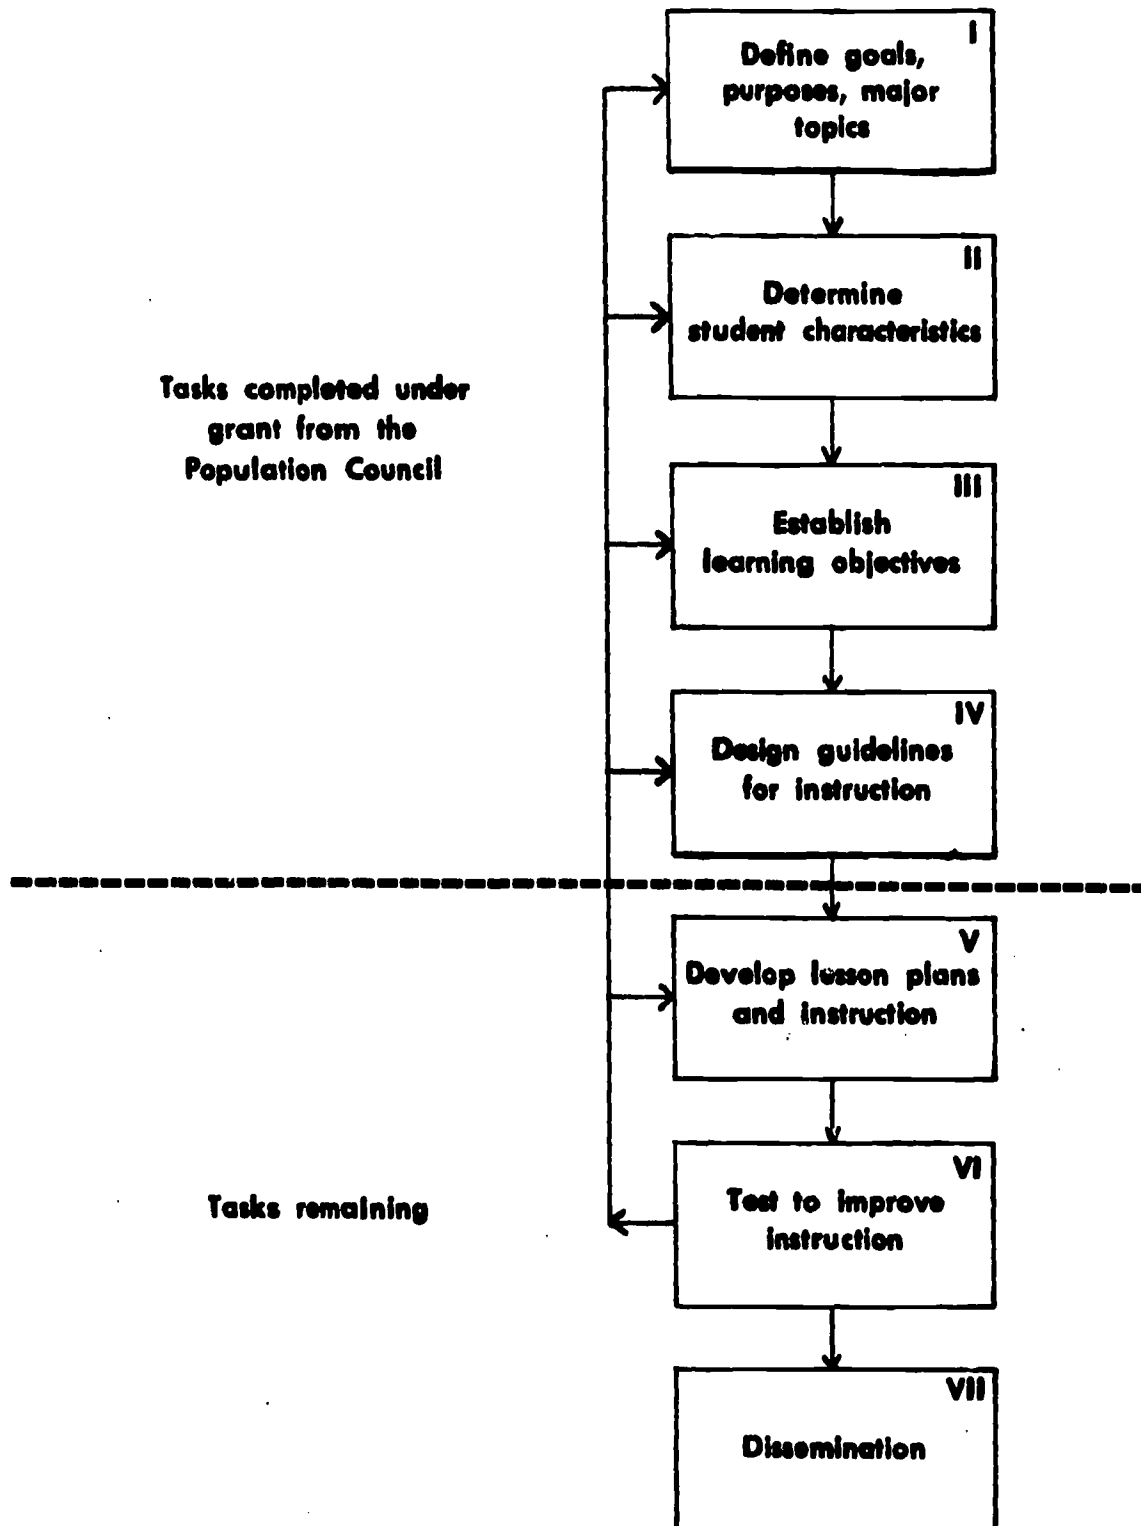 I
Define goals,
purposes, major
topics
II
Determine
student characteristics
Tasks completed under
grant from the
Population Council
III
Establish
learning objectives
IV
Design guidelines
for instruction
V
Develop lesson plans
and instruction
VI
Test to improve
instruction
Tasks remaining
VII
Dissemination